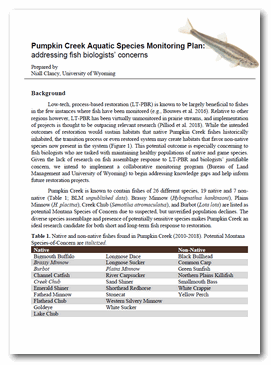 Pumpkin Creek Aquatic Species Monitoring Plan:
addressing fish biologists' concerns
Prepared by
Niall Clancy, University of Wyoming
Background
Low-tech, process-based restoration (LT-PBR) is known to be largely beneficial to fishes
in the few instances where fish have been monitored (e.g., Bouwes et al. 2016). Relative to other
regions however, LT-PBR has been virtually unmonitored in prairie streams, and implementation
of projects is thought to be outpacing relevant research (Pilliod et al. 2018). While the intended
outcomes of restoration would sustain habitats that native Pumpkin Creek fishes historically
inhabited, the transition process or even restored system may create habitats that favor non-native
species now present in the system (Figure 1). This potential outcome is especially concerning to
fish biologists who are tasked with maintaining healthy populations of native and game species.
Given the lack of research on fish assemblage response to LT-PBR and biologists' justifiable
concern, we intend to implement a collaborative monitoring program (Bureau of Land
Management and University of Wyoming) to begin addressing knowledge gaps and help inform
future restoration projects.
Pumpkin Creek is known to contain fishes of 26 different species, 19 native and 7 non-
native (Table 1; BLM unpublished data). Brassy Minnow (Hybognathus hankinsoni), Plains
Minnow (H. placitus), Creek Chub (Semotilus atromaculatus), and Burbot (Lota lota) are listed as
potential Montana Species of Concern due to suspected, but unverified population declines. The
diverse species assemblage and presence of potentially sensitive species makes Pumpkin Creek an
ideal research candidate for both short and long-term fish response to restoration.
Table 1. Native and non-native fishes found in Pumpkin Creek (2010-2018). Potential Montana
Species-of-Concern are italicized.
Native Non-Native
Bigmouth Buffalo Longnose Dace Black Bullhead
Brassy Minnow Longnose Sucker Common Carp
Burbot Plains Minnow Green Sunfish
Channel Catfish River Carpsucker Northern Plains Killifish
Creek Chub Sand Shiner Smallmouth Bass
Emerald Shiner Shorthead Redhorse White Crappie
Fathead Minnow Stonecat Yellow Perch
Flathead Chub Western Silvery Minnow
Goldeye White Sucker
Lake Chub